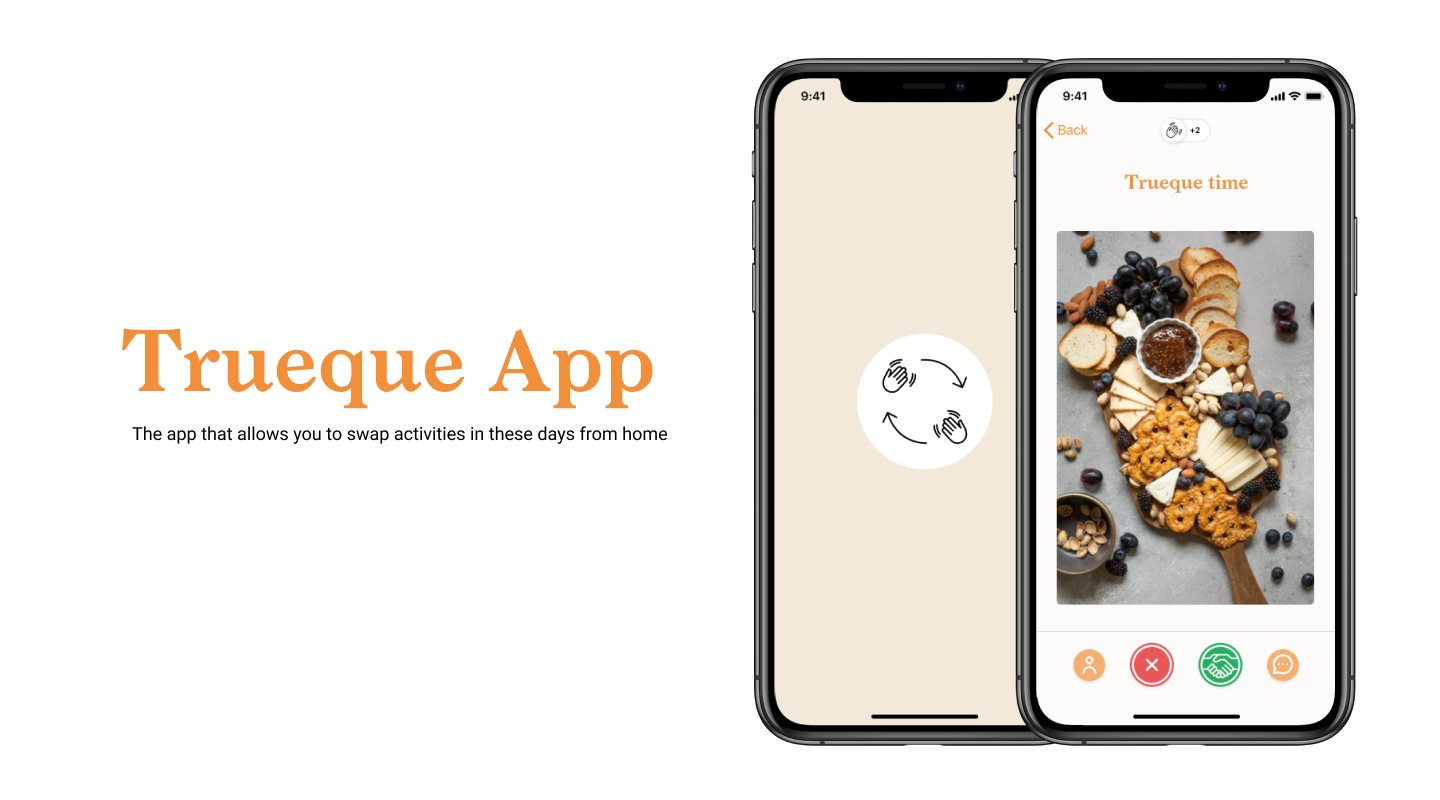 Trueque App
The app that allows you to swap activities in these days from home
9:41
9:41
Back
+2
Trueque time